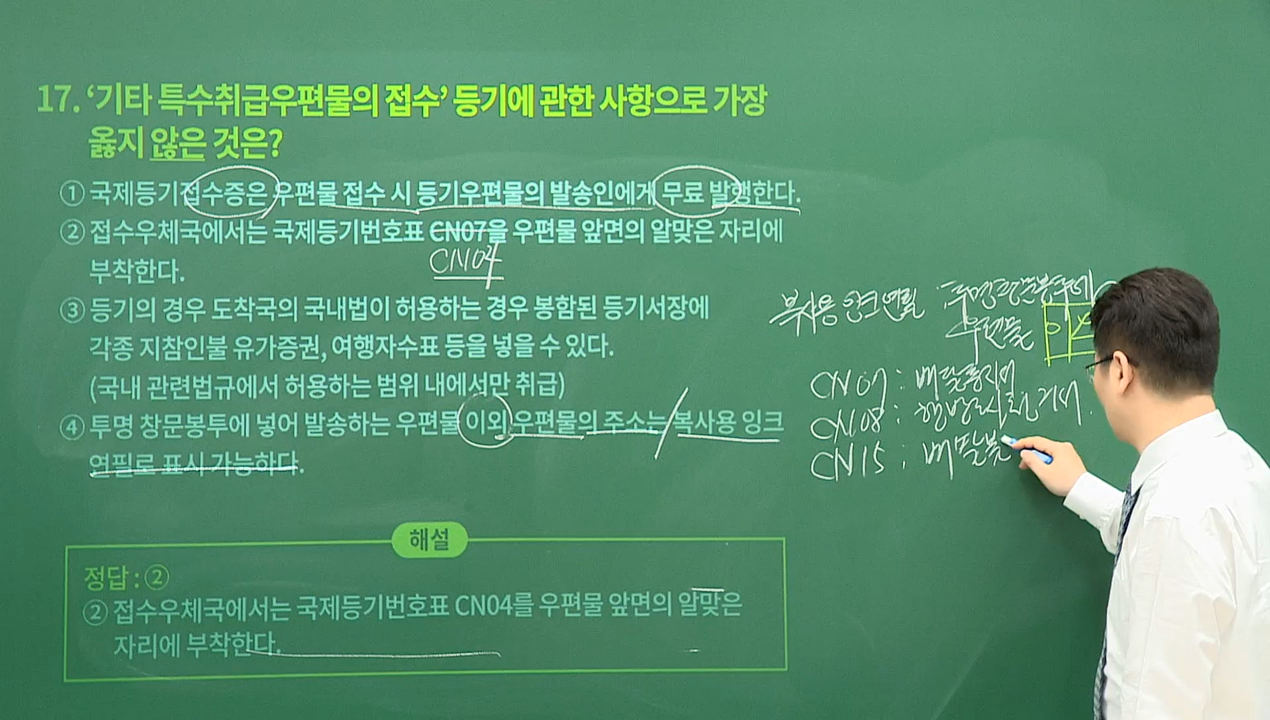 17. ‘기타 특수취급우편물의 접수’ 등기에 관한 사항으로 가장
옳지 않은 것은?
① 국제등기접수증은 우편물 접수 시 등기우편물의 발송인에게 무료 발행한다.
② 접수우체국에서는 국제등기번호표 CN07을 우편물 앞면의 알맞은 자리에
CN04
부착한다.
③ 등기의 경우 도착국의 국내법이 허용하는 경우 봉함된 등기서장에
각종 지참인불 유가증권, 여행자수표 등을 넣을 수 있다.
(국내 관련법규에서 허용하는 범위 내에서만 취급)
④ 투명 창문봉투에 넣어 발송하는 우편물 이외 우편물의 주소는 복사용 잉크
연필로 표시 가능하다.
해설
정답 : ②
② 접수우체국에서는 국제등기번호표 CN04를 우편물 앞면의 알맞은
자리에 부착한다.
복사용 잉크 연필
우편물
CN07 : 배달통지서
CN08 : 행방조사청구서
CN15 : 배달불